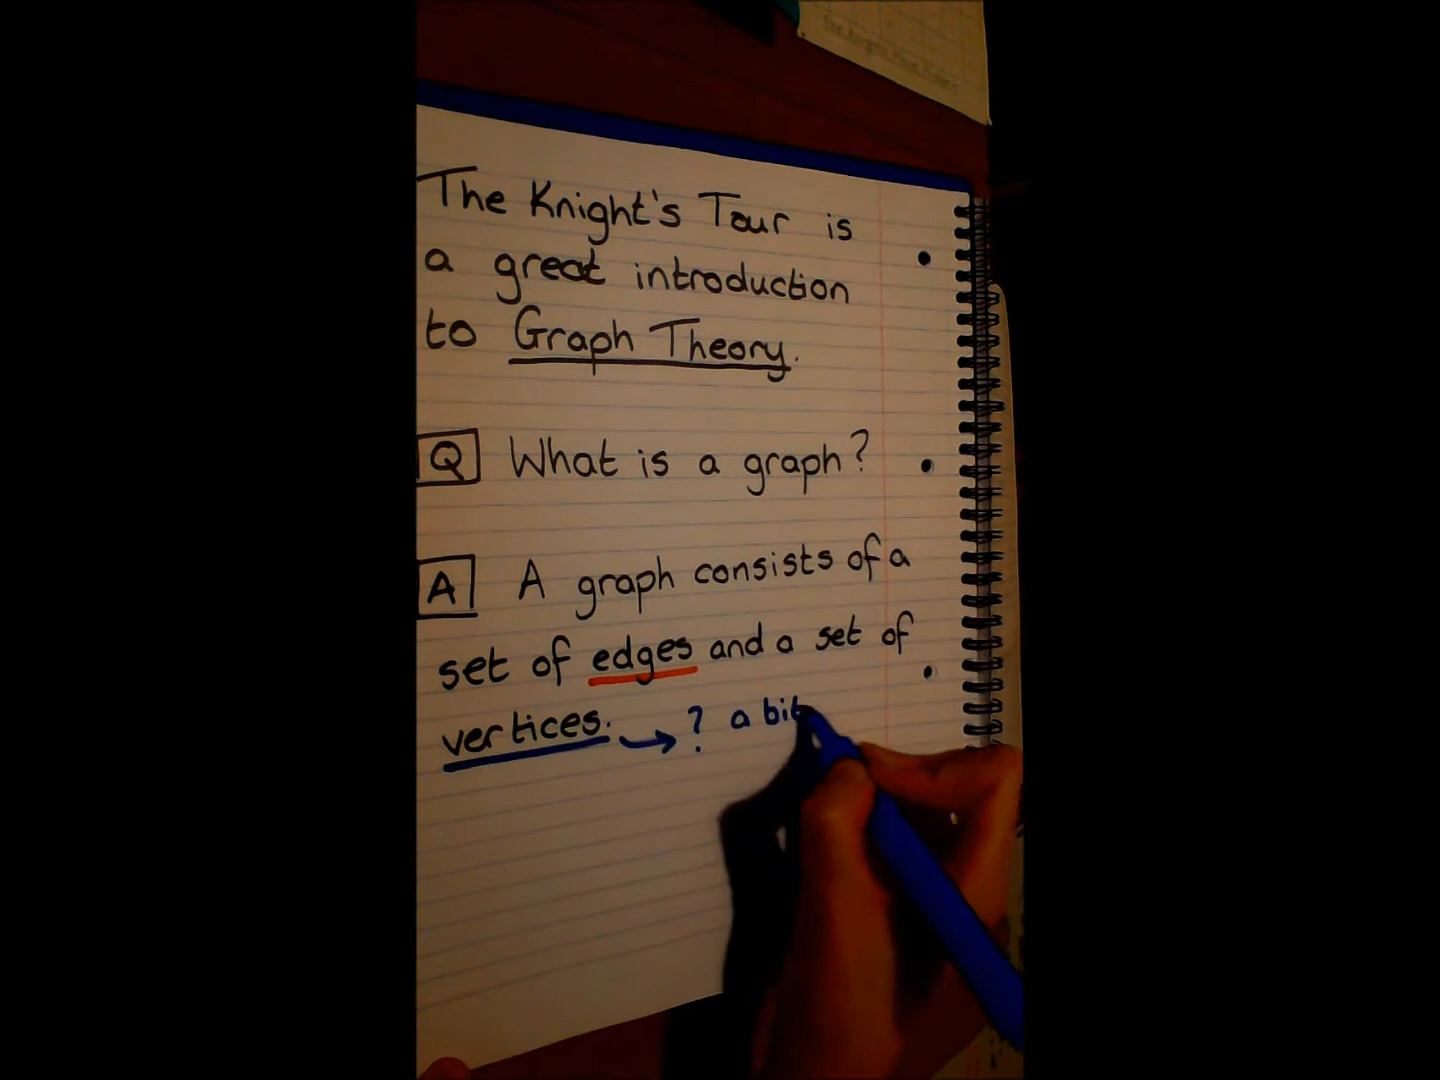 The Knight's Tour is
a great introduction
to Graph Theory.
Q What is a graph?
A A graph consists of a
set of edges and a set of
vertices. → ? a bit